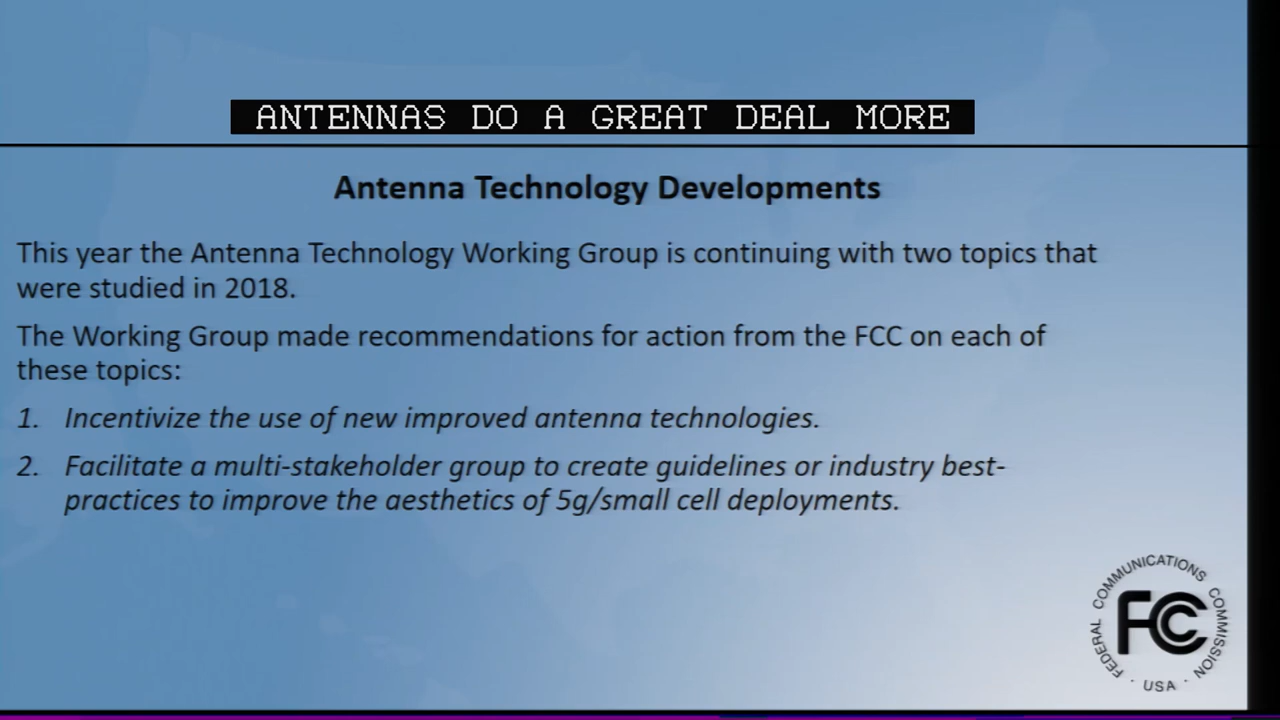 ANTENNAS DO A GREAT DEAL MORE
Antenna Technology Developments
This year the Antenna Technology Working Group is continuing with two topics that
were studied in 2018.
The Working Group made recommendations for action from the FCC on each of
these topics:
1. Incentivize the use of new improved antenna technologies.
2. Facilitate a multi-stakeholder group to create guidelines or industry best-
practices to improve the aesthetics of 5g/small cell deployments.
FEDERAL COMMUNICATIONS COMMISSION · USA ·
FCC